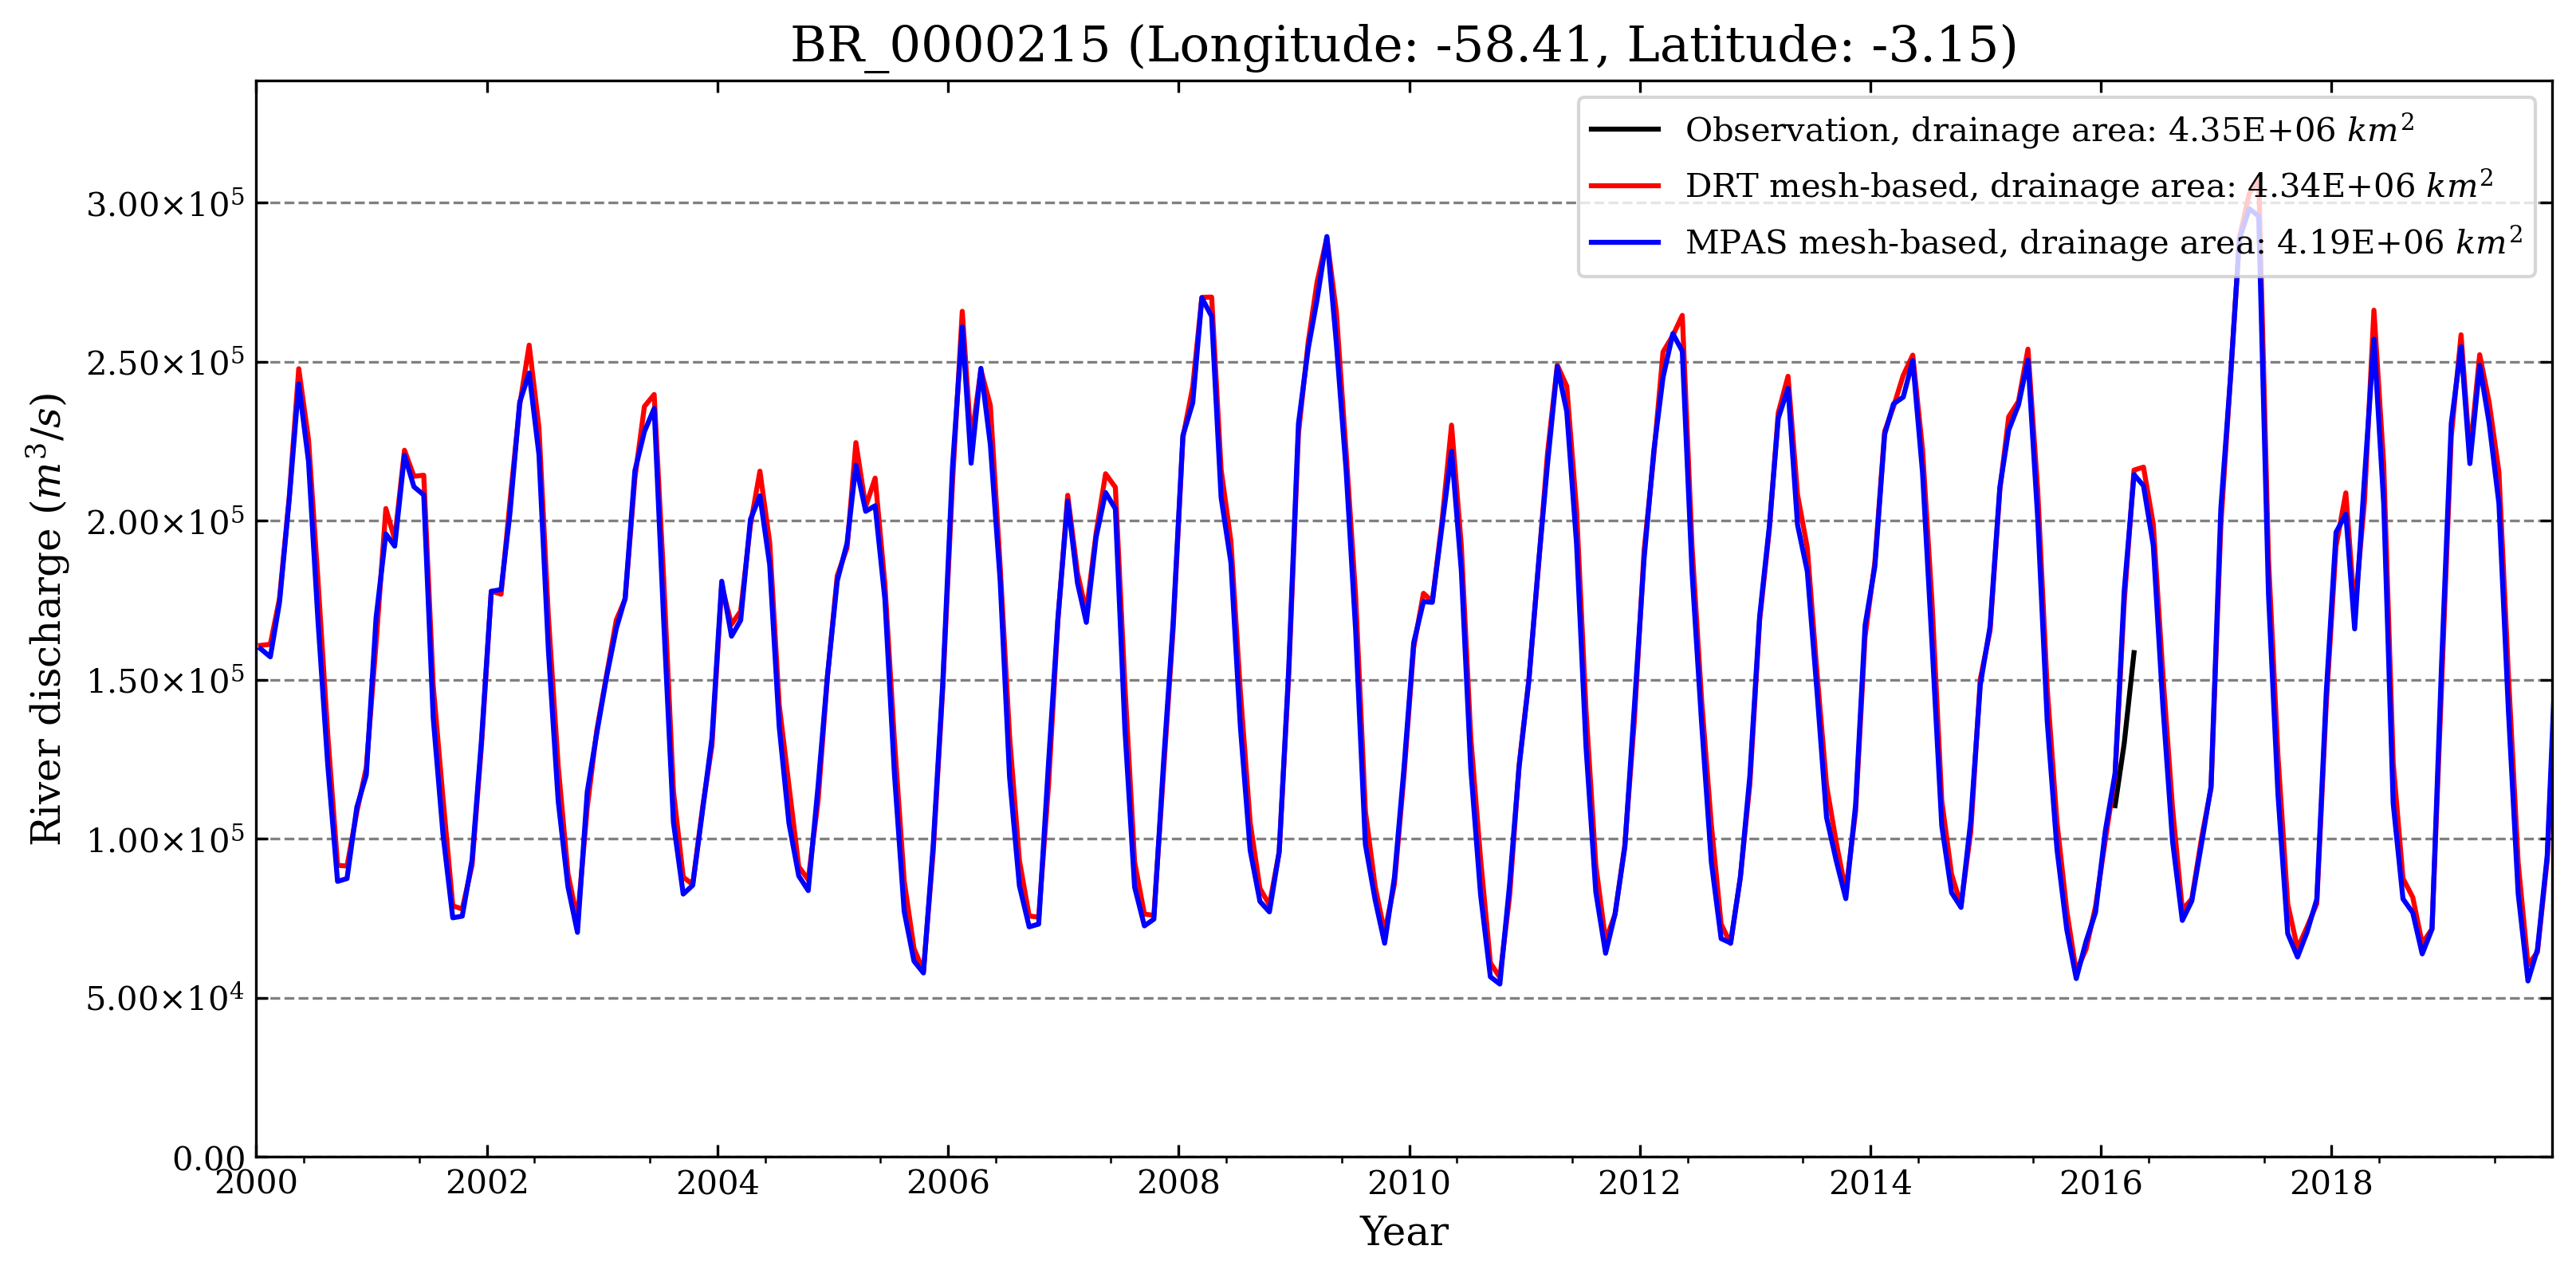 BR_0000215 (Longitude: -58.41, Latitude: -3.15)
Observation, drainage area: 4.35E+06 km²
DRT mesh-based, drainage area: 4.34E+06 km²
MPAS mesh-based, drainage area: 4.19E+06 km²
River discharge (m³/s)
3.00×10⁵
2.50×10⁵
2.00×10⁵
1.50×10⁵
1.00×10⁵
5.00×10⁴
0.00
2000 2002 2004 2006 2008 2010 2012 2014 2016 2018
Year